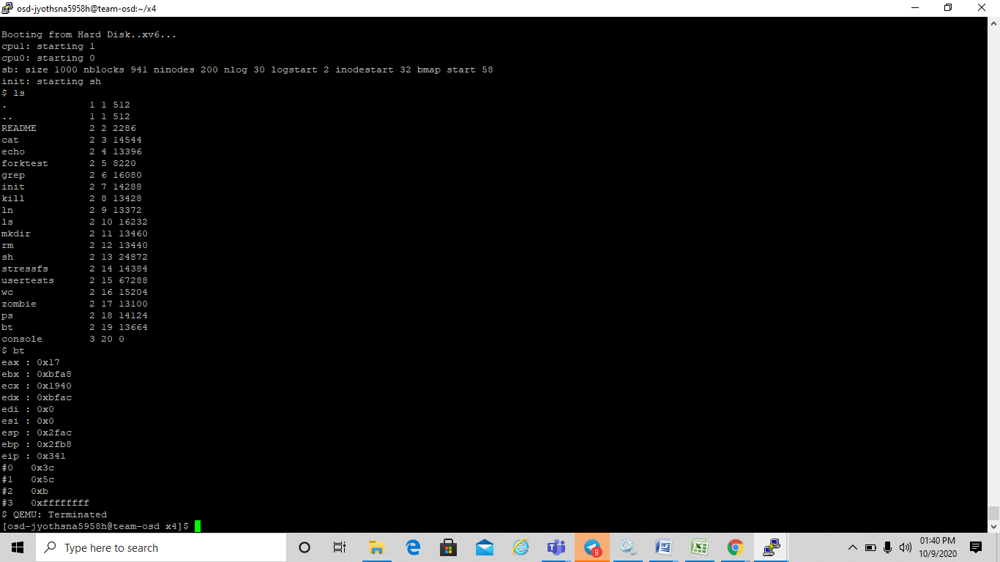 osd-jyothsna5958h@team-osd:~/x4
Booting from Hard Disk..xv6...
cpu1: starting 1
cpu0: starting 0
sb: size 1000 nblocks 941 ninodes 200 nlog 30 logstart 2 inodestart 32 bmap start 58
init: starting sh
$ ls
.              1 1 512
..             1 1 512
README         2 2 2286
cat            2 3 14544
echo           2 4 13396
forktest       2 5 8220
grep           2 6 16080
init           2 7 14288
kill           2 8 13428
ln             2 9 13372
ls             2 10 16232
mkdir          2 11 13460
rm             2 12 13440
sh             2 13 24872
stressfs       2 14 14384
usertests      2 15 67288
wc             2 16 15204
zombie         2 17 13100
ps             2 18 14124
bt             2 19 13664
console        3 20 0
$ bt
eax : 0x17
ebx : 0xbfa8
ecx : 0x1940
edx : 0xbfac
edi : 0x0
esi : 0x0
esp : 0x2fac
ebp : 0x2fb8
eip : 0x341
#0   0x3c
#1   0x5c
#2   0xb
#3   0xffffffff
$ QEMU: Terminated
[osd-jyothsna5958h@team-osd x4]$
Type here to search
9
01:40 PM
10/9/2020